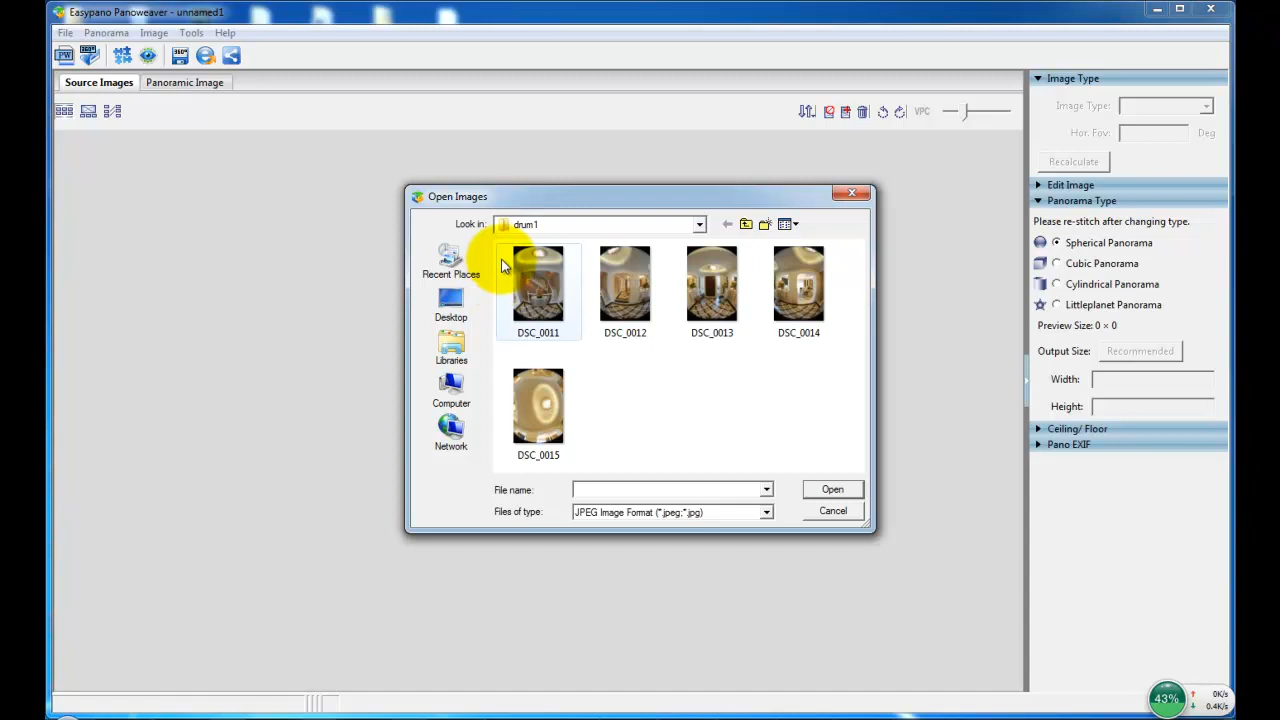 Easypano Panoweaver - unnamed1
File Panorama Image Tools Help
PW 360° 360°
Source Images Panoramic Image
VPC
Image Type
Image Type:
Hor. Fov: Deg
Recalculate
Edit Image
Panorama Type
Please re-stitch after changing type.
Spherical Panorama
Cubic Panorama
Cylindrical Panorama
Littleplanet Panorama
Preview Size: 0 × 0
Output Size: Recommended
Width:
Height:
Ceiling/ Floor
Pano EXIF
Open Images
Look in: drum1
Recent Places
Desktop
Libraries
Computer
Network
DSC_0011 DSC_0012 DSC_0013 DSC_0014
DSC_0015
File name: Open
Files of type: JPEG Image Format (*.jpeg;*.jpg) Cancel
43% 0K/s
0.4K/s